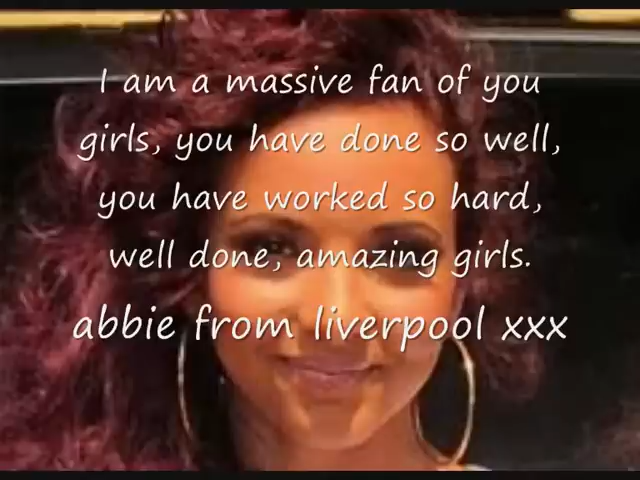 I am a massive fan of you
girls, you have done so well,
you have worked so hard,
well done, amazing girls.
abbie from liverpool xxx